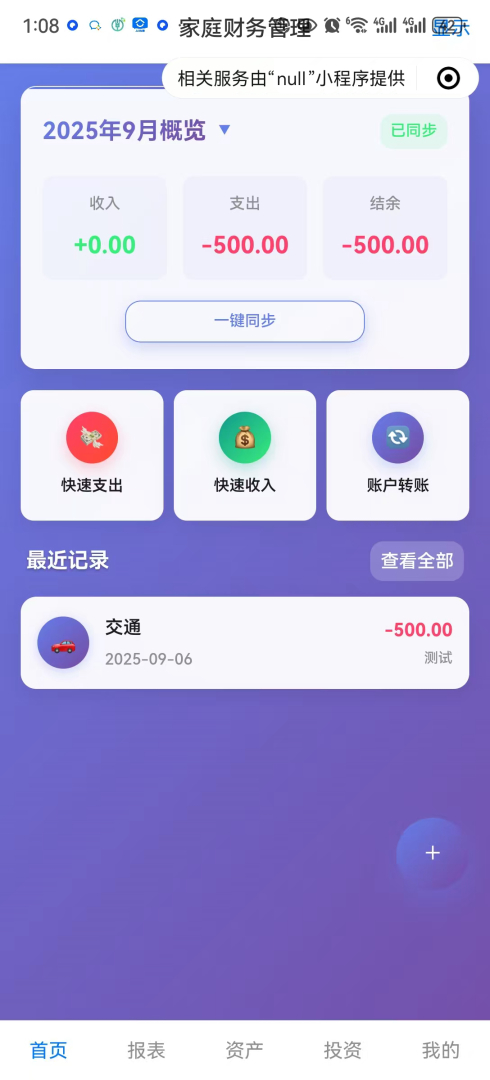 1:08
家庭财务管理
6
4G
4G
42
显示
相关服务由“null”小程序提供
2025年9月概览 ▼
已同步
收入 支出 结余
+0.00 -500.00 -500.00
一键同步
快速支出 快速收入 账户转账
最近记录 查看全部
交通 -500.00
2025-09-06 测试
+
首页 报表 资产 投资 我的